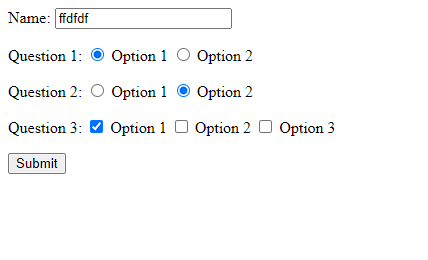 Name: ffdfdf
Question 1: Option 1 Option 2
Question 2: Option 1 Option 2
Question 3: Option 1 Option 2 Option 3
Submit